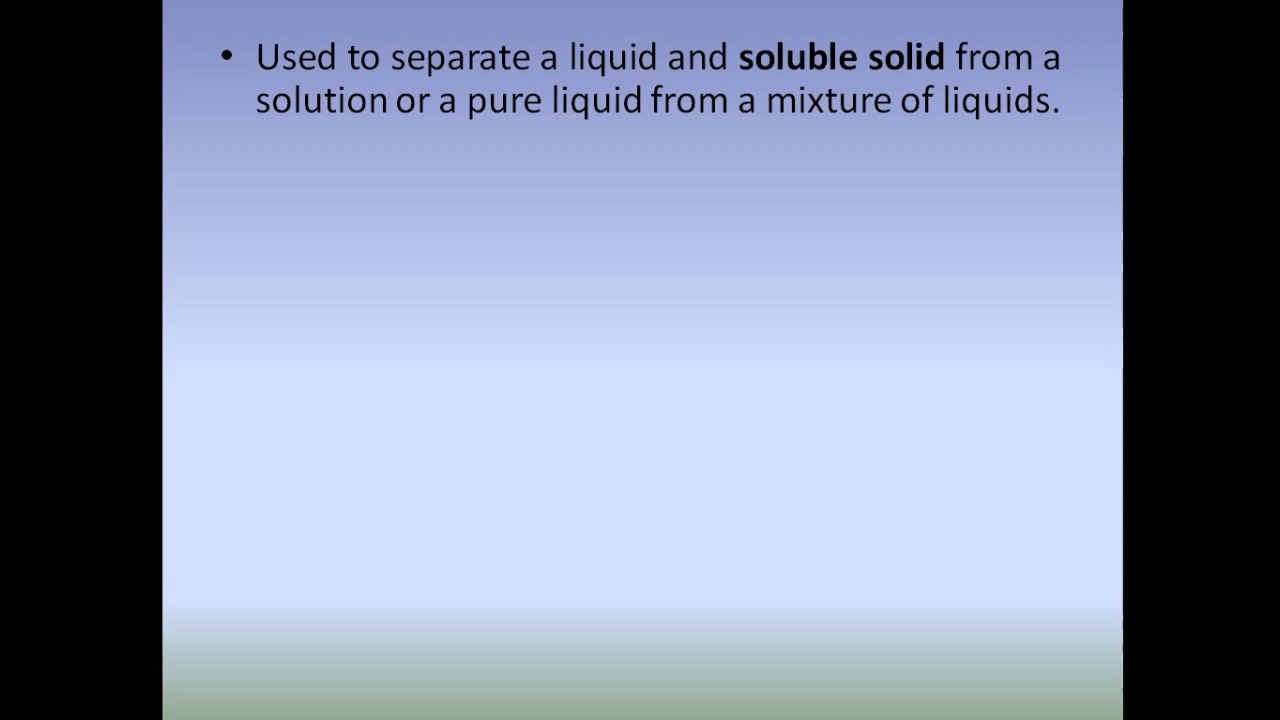 • Used to separate a liquid and soluble solid from a
solution or a pure liquid from a mixture of liquids.